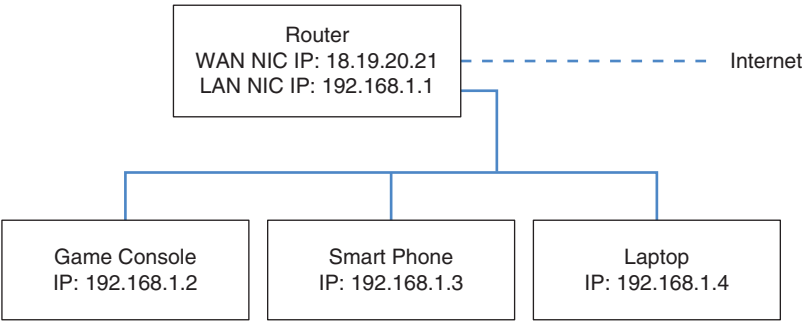 Router
WAN NIC IP: 18.19.20.21
LAN NIC IP: 192.168.1.1
Internet
Game Console
IP: 192.168.1.2
Smart Phone
IP: 192.168.1.3
Laptop
IP: 192.168.1.4